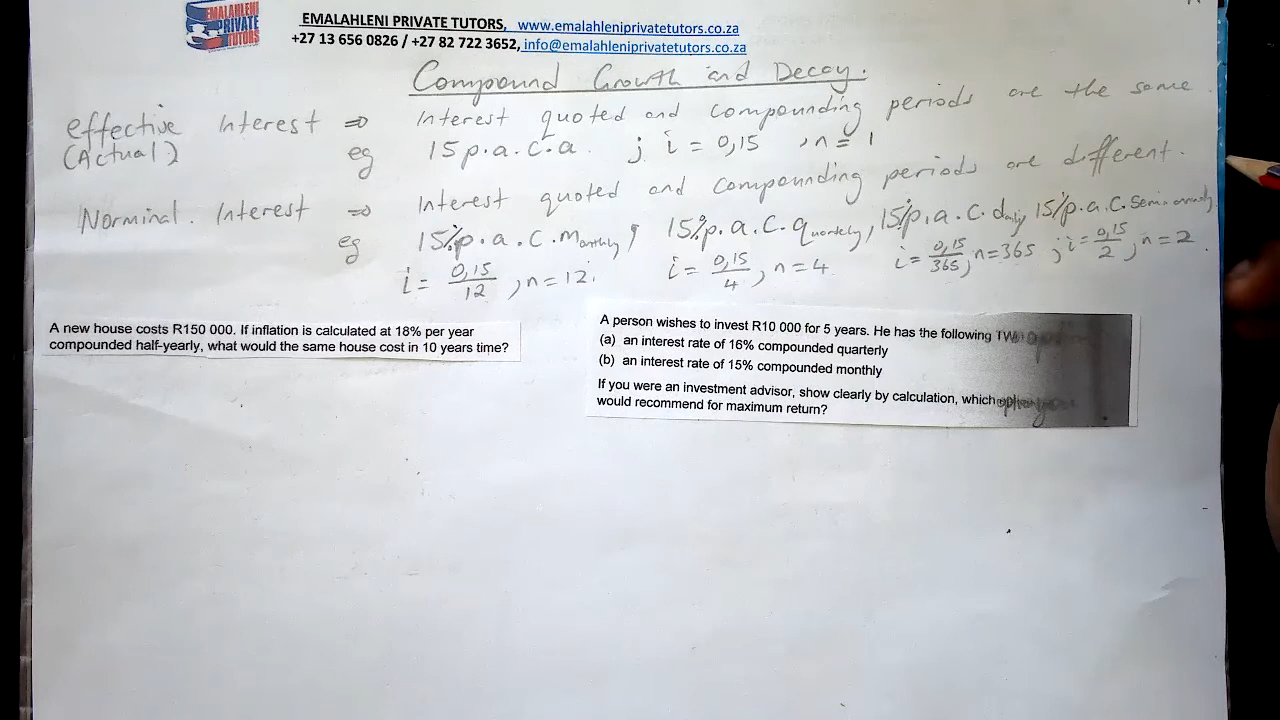 EMALAHLENI PRIVATE TUTORS
EMALAHLENI PRIVATE TUTORS, www.emalahleniprivatetutors.co.za
+27 13 656 0826 / +27 82 722 3652, info@emalahleniprivatetutors.co.za
Compound Growth and Decay.
effective Interest ⇒ Interest quoted and compounding periods are the same.
(Actual) eg 15 p.a.c.a. ; i = 0,15 , n = 1
Norminal. Interest ⇒ Interest quoted and compounding periods are different.
eg 15% p.a.c. Monthly, 15% p.a.c. quarterly, 15% p.a.c. daily, 15% p.a.c. semi-annually.
i = 0,15/12 , n = 12. i = 0,15/4 , n = 4 i = 0,15/365, n = 365 ; i = 0,15/2 , n = 2.
A new house costs R150 000. If inflation is calculated at 18% per year
compounded half-yearly, what would the same house cost in 10 years time?
A person wishes to invest R10 000 for 5 years. He has the following TWO
(a) an interest rate of 16% compounded quarterly
(b) an interest rate of 15% compounded monthly
If you were an investment advisor, show clearly by calculation, which option you
would recommend for maximum return?